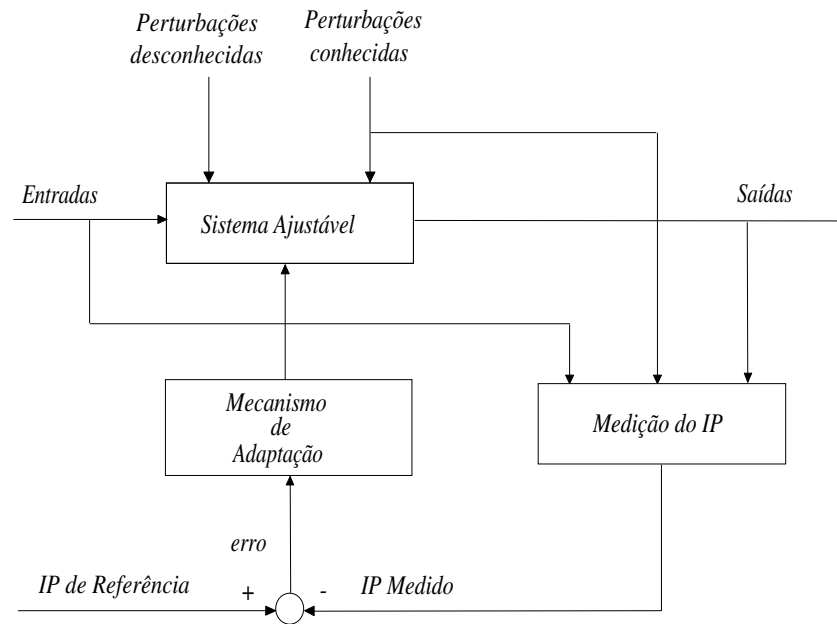 Perturbações
desconhecidas
Perturbações
conhecidas
Entradas
Saídas
Sistema Ajustável
Mecanismo
de
Adaptação
Medição do IP
erro
IP de Referência
+
-
IP Medido